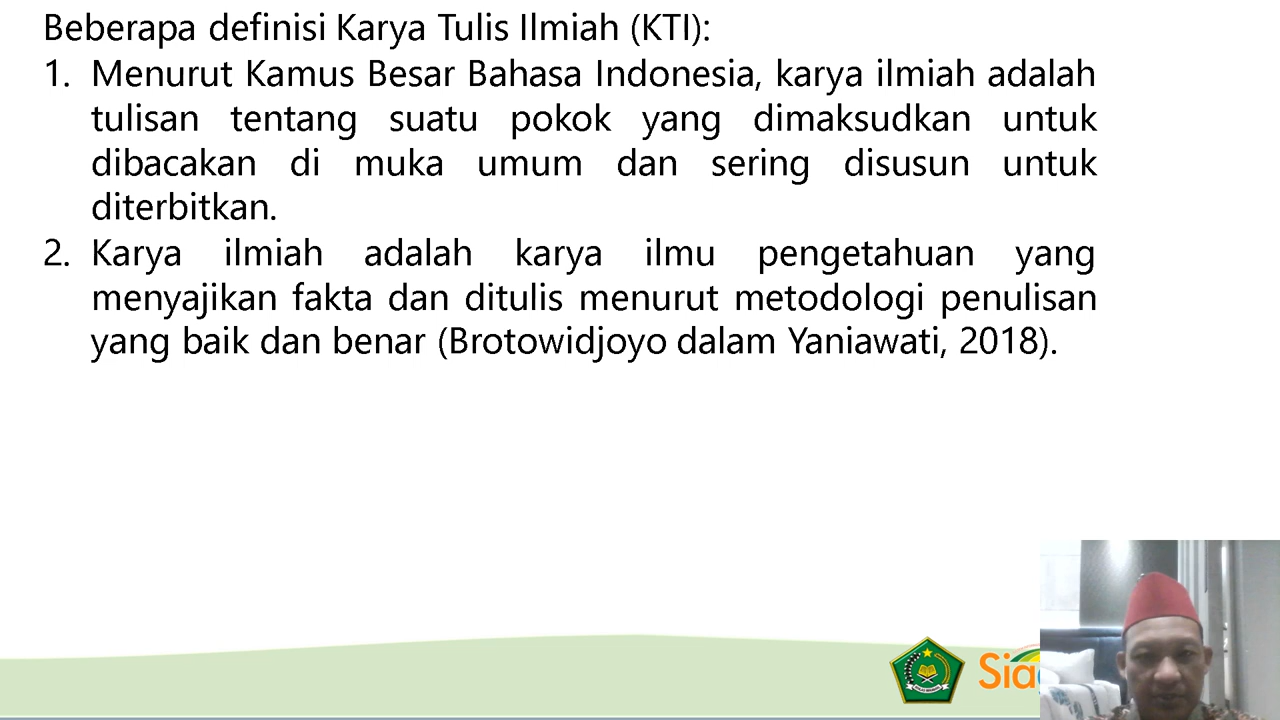 Beberapa definisi Karya Tulis Ilmiah (KTI):
1. Menurut Kamus Besar Bahasa Indonesia, karya ilmiah adalah
tulisan tentang suatu pokok yang dimaksudkan untuk
dibacakan di muka umum dan sering disusun untuk
diterbitkan.
2. Karya ilmiah adalah karya ilmu pengetahuan yang
menyajikan fakta dan ditulis menurut metodologi penulisan
yang baik dan benar (Brotowidjoyo dalam Yaniawati, 2018).